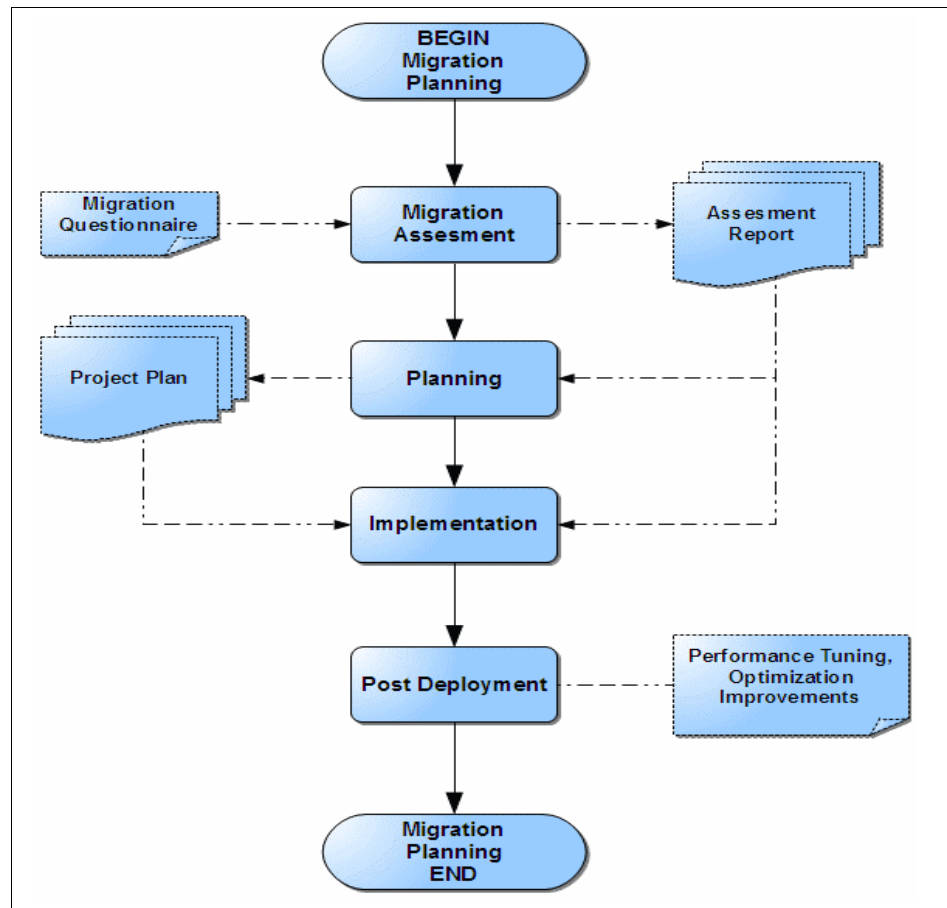 BEGIN
Migration
Planning
Migration
Questionnaire
Migration
Assesment
Assesment
Report
Project Plan
Planning
Implementation
Post Deployment
Performance Tuning,
Optimization
Improvements
Migration
Planning
END